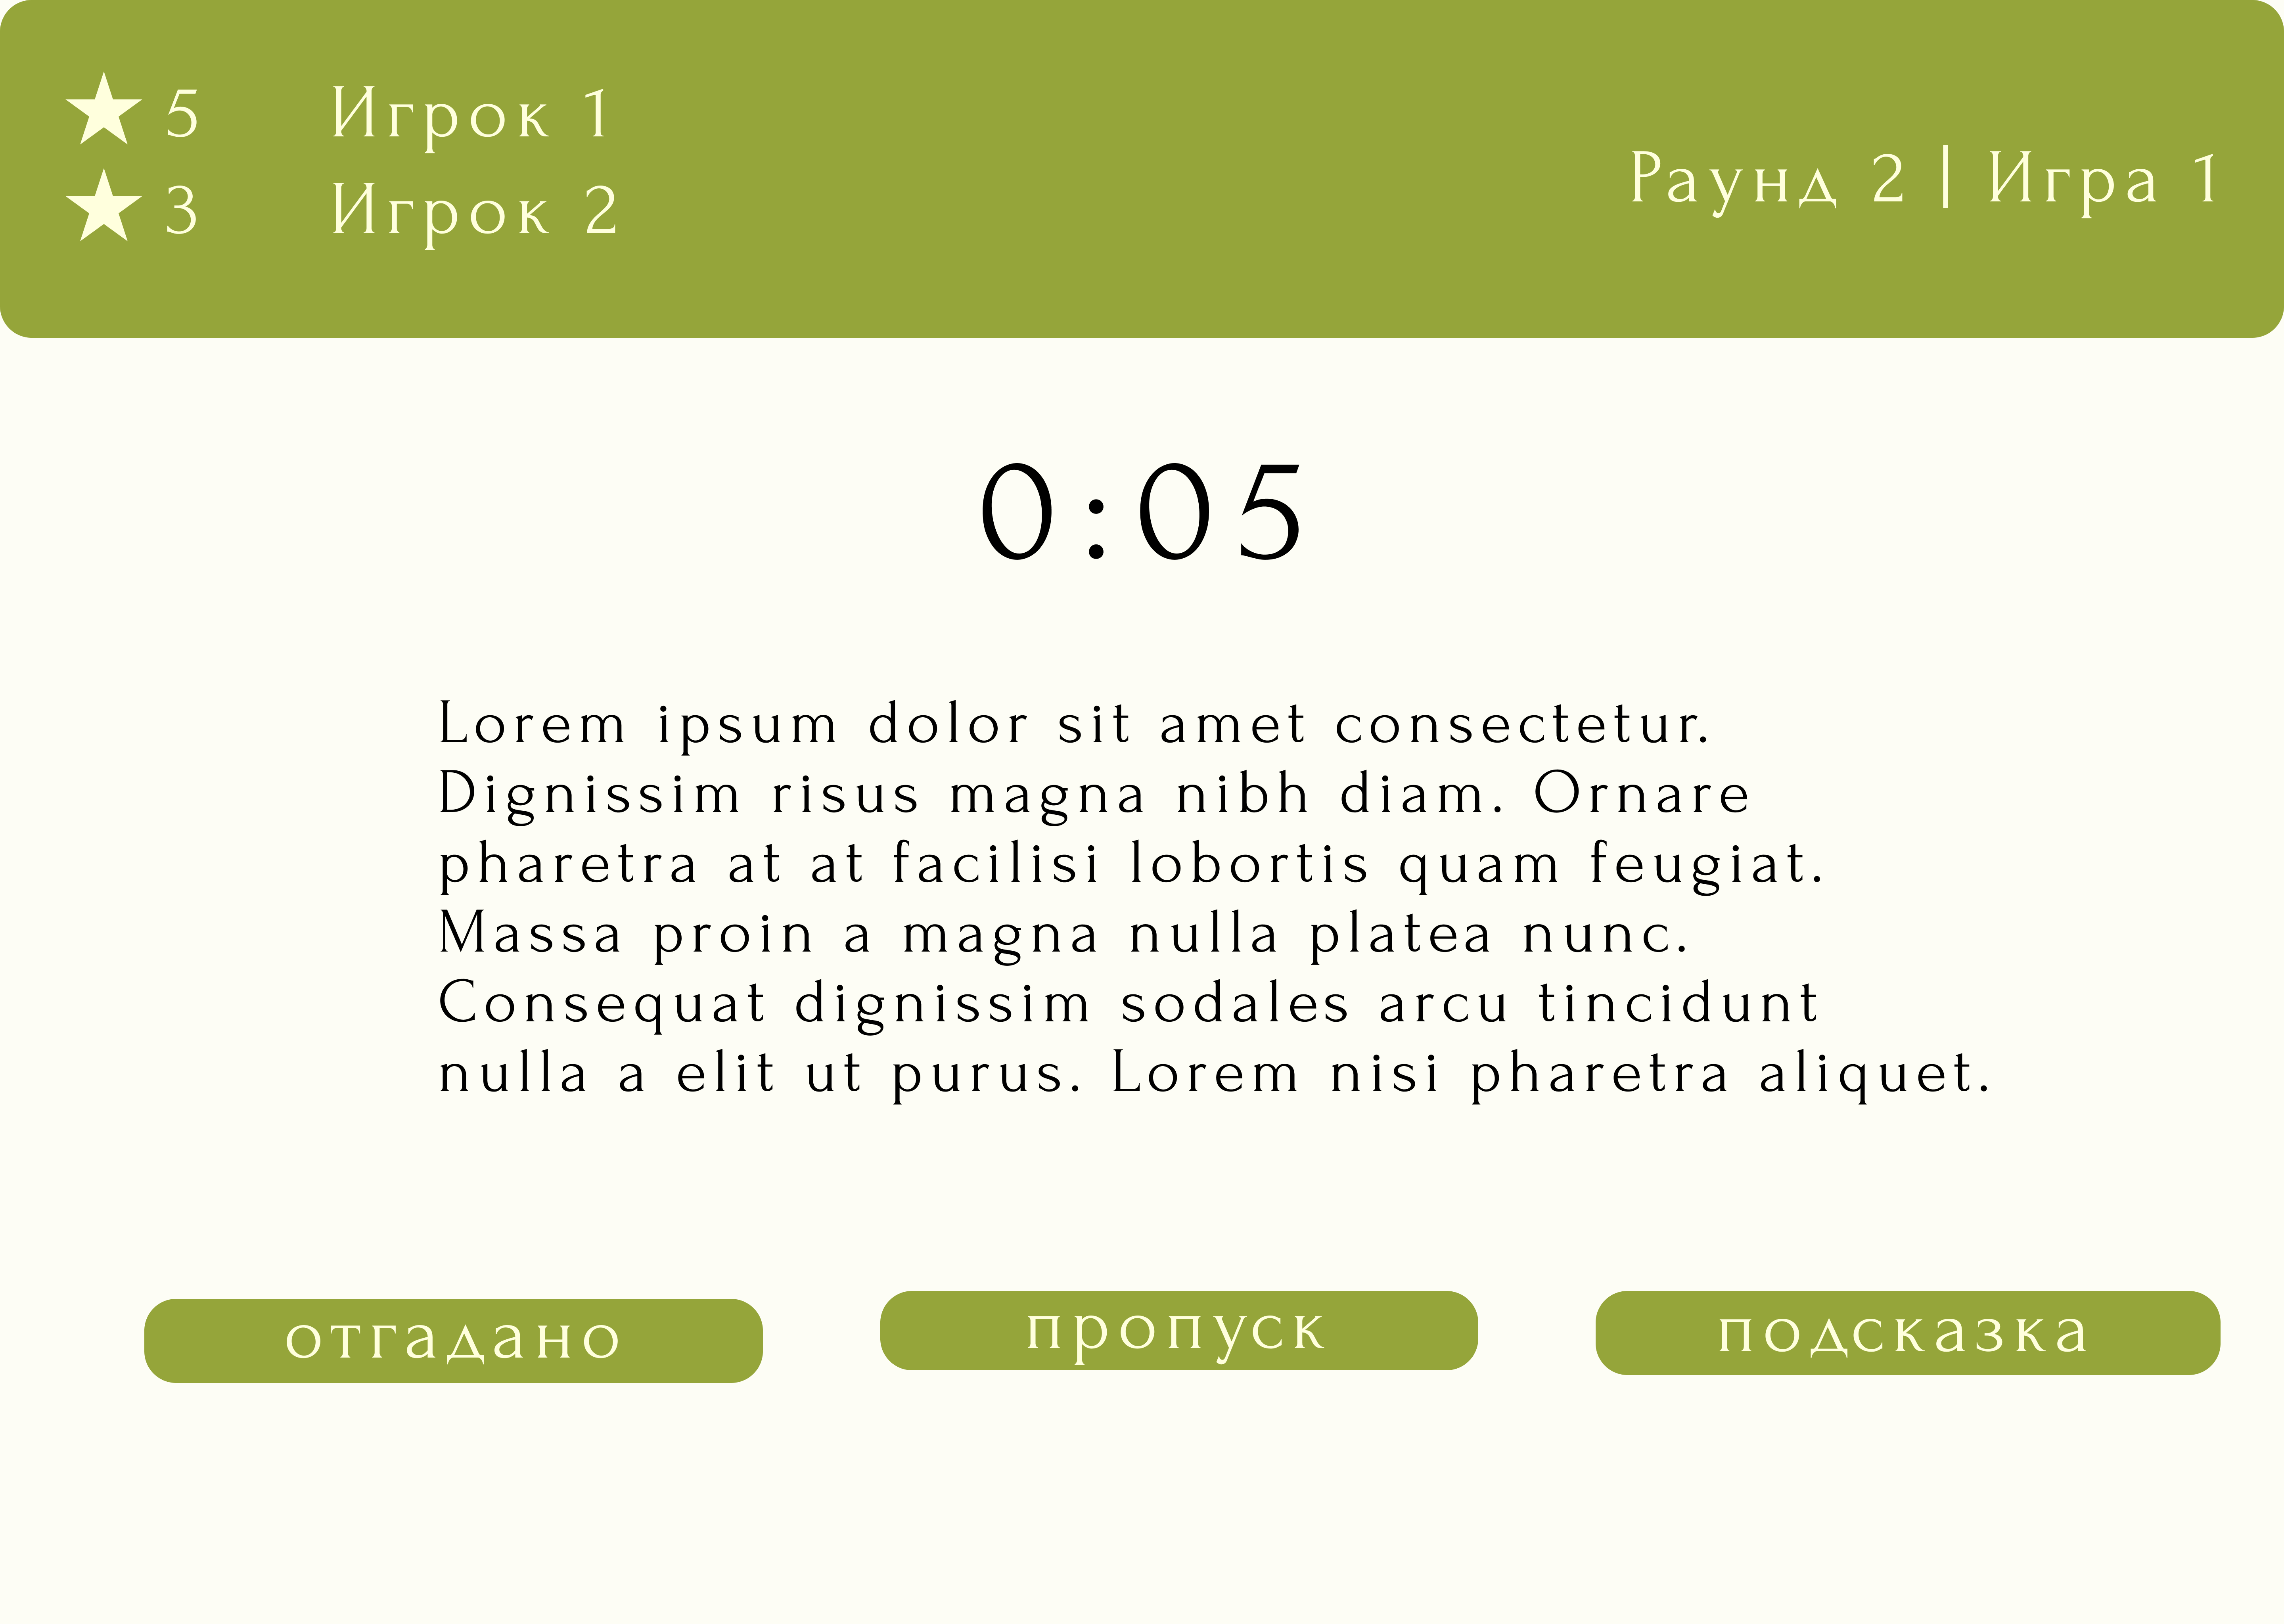 5 Игрок 1
3 Игрок 2
Раунд 2 | Игра 1
0:05
Lorem ipsum dolor sit amet consectetur.
Dignissim risus magna nibh diam. Ornare
pharetra at at facilisi lobortis quam feugiat.
Massa proin a magna nulla platea nunc.
Consequat dignissim sodales arcu tincidunt
nulla a elit ut purus. Lorem nisi pharetra aliquet.
отгадано
пропуск
подсказка